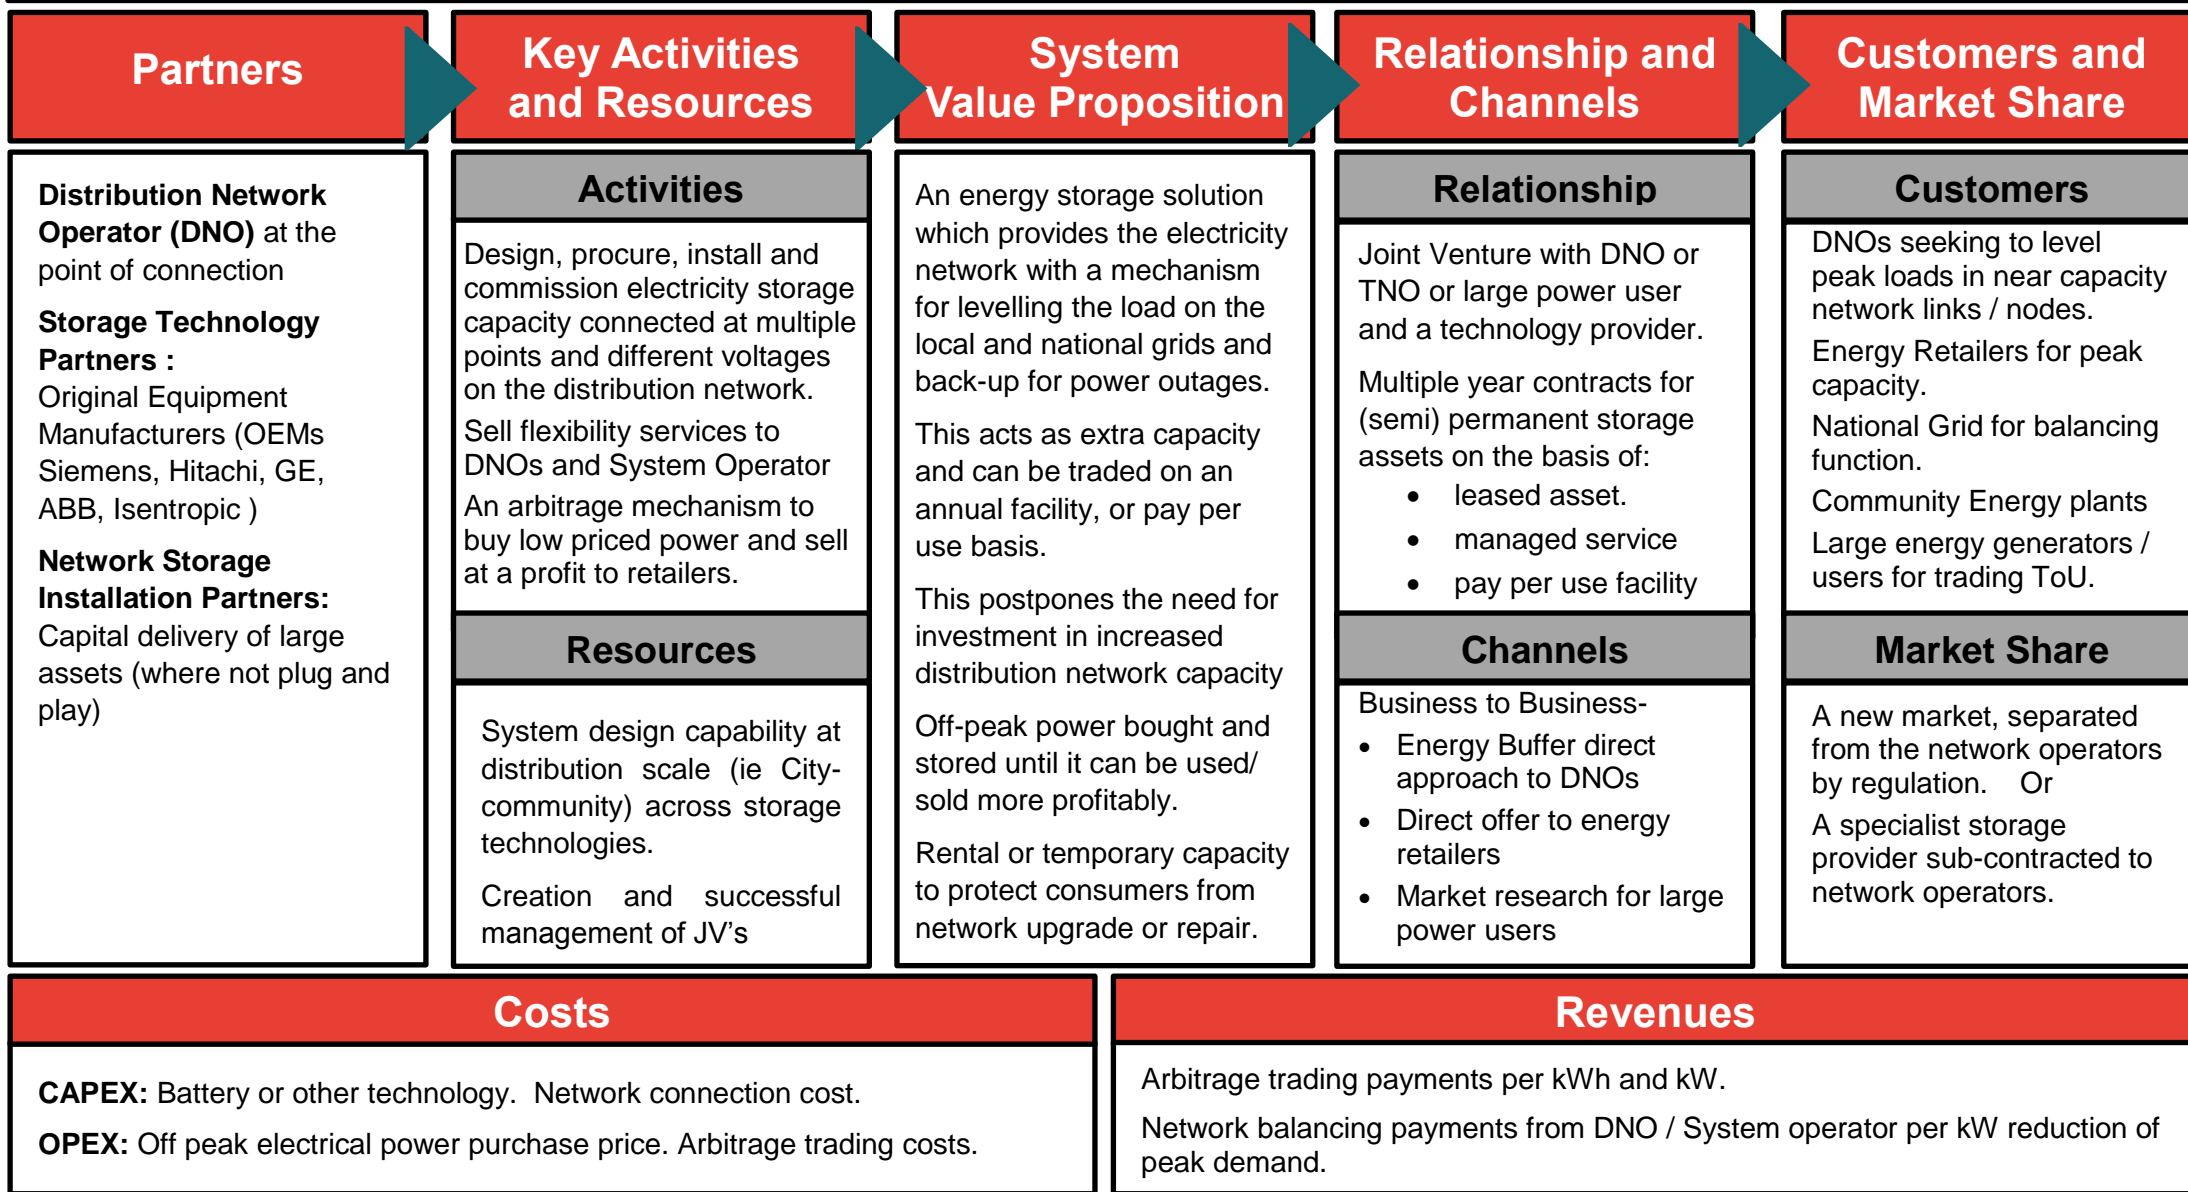 Partners
Key Activities
and Resources
System
Value Proposition
Relationship and
Channels
Customers and
Market Share
Distribution Network
Operator (DNO) at the
point of connection
Storage Technology
Partners :
Original Equipment
Manufacturers (OEMs
Siemens, Hitachi, GE,
ABB, Isentropic )
Network Storage
Installation Partners:
Capital delivery of large
assets (where not plug and
play)
Activities
Design, procure, install and
commission electricity storage
capacity connected at multiple
points and different voltages
on the distribution network.
Sell flexibility services to
DNOs and System Operator
An arbitrage mechanism to
buy low priced power and sell
at a profit to retailers.
Resources
System design capability at
distribution scale (ie City-
community) across storage
technologies.
Creation and successful
management of JV's
An energy storage solution
which provides the electricity
network with a mechanism
for levelling the load on the
local and national grids and
back-up for power outages.
This acts as extra capacity
and can be traded on an
annual facility, or pay per
use basis.
This postpones the need for
investment in increased
distribution network capacity
Off-peak power bought and
stored until it can be used/
sold more profitably.
Rental or temporary capacity
to protect consumers from
network upgrade or repair.
Relationship
Joint Venture with DNO or
TNO or large power user
and a technology provider.
Multiple year contracts for
(semi) permanent storage
assets on the basis of:
• leased asset.
• managed service
• pay per use facility
Channels
Business to Business-
• Energy Buffer direct
approach to DNOs
• Direct offer to energy
retailers
• Market research for large
power users
Customers
DNOs seeking to level
peak loads in near capacity
network links / nodes.
Energy Retailers for peak
capacity.
National Grid for balancing
function.
Community Energy plants
Large energy generators /
users for trading ToU.
Market Share
A new market, separated
from the network operators
by regulation. Or
A specialist storage
provider sub-contracted to
network operators.
Costs
CAPEX: Battery or other technology. Network connection cost.
OPEX: Off peak electrical power purchase price. Arbitrage trading costs.
Revenues
Arbitrage trading payments per kWh and kW.
Network balancing payments from DNO / System operator per kW reduction of
peak demand.